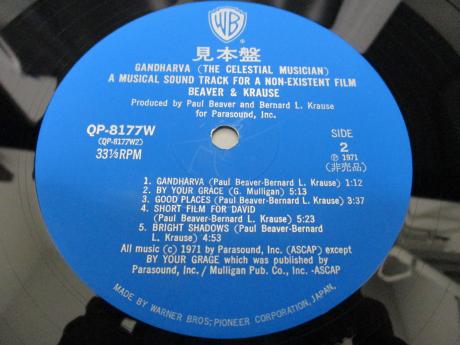 WB
見本盤
GANDHARVA (THE CELESTIAL MUSICIAN)
A MUSICAL SOUND TRACK FOR A NON-EXISTENT FILM
BEAVER & KRAUSE
Produced by Paul Beaver and Bernard L. Krause
for Parasound, Inc.
QP-8177W
(QP-8177W2)
33⅓RPM
SIDE
2
Ⓟ 1971
(非売品)
1. GANDHARVA (Paul Beaver-Bernard L. Krause) 1:12
2. BY YOUR GRACE (G. Mulligan) 5:13
3. GOOD PLACES (Paul Beaver-Bernard L. Krause) 3:37
4. SHORT FILM FOR DAVID
(Paul Beaver-Bernard L. Krause) 5:23
5. BRIGHT SHADOWS (Paul Beaver-Bernard
L. Krause) 4:53
All music (c) 1971 by Parasound, Inc. (ASCAP) except
BY YOUR GRAGE which was published by
Parasound, Inc./Mulligan Pub. Co., Inc. -ASCAP
MADE BY WARNER BROS; PIONEER CORPORATION, JAPAN.